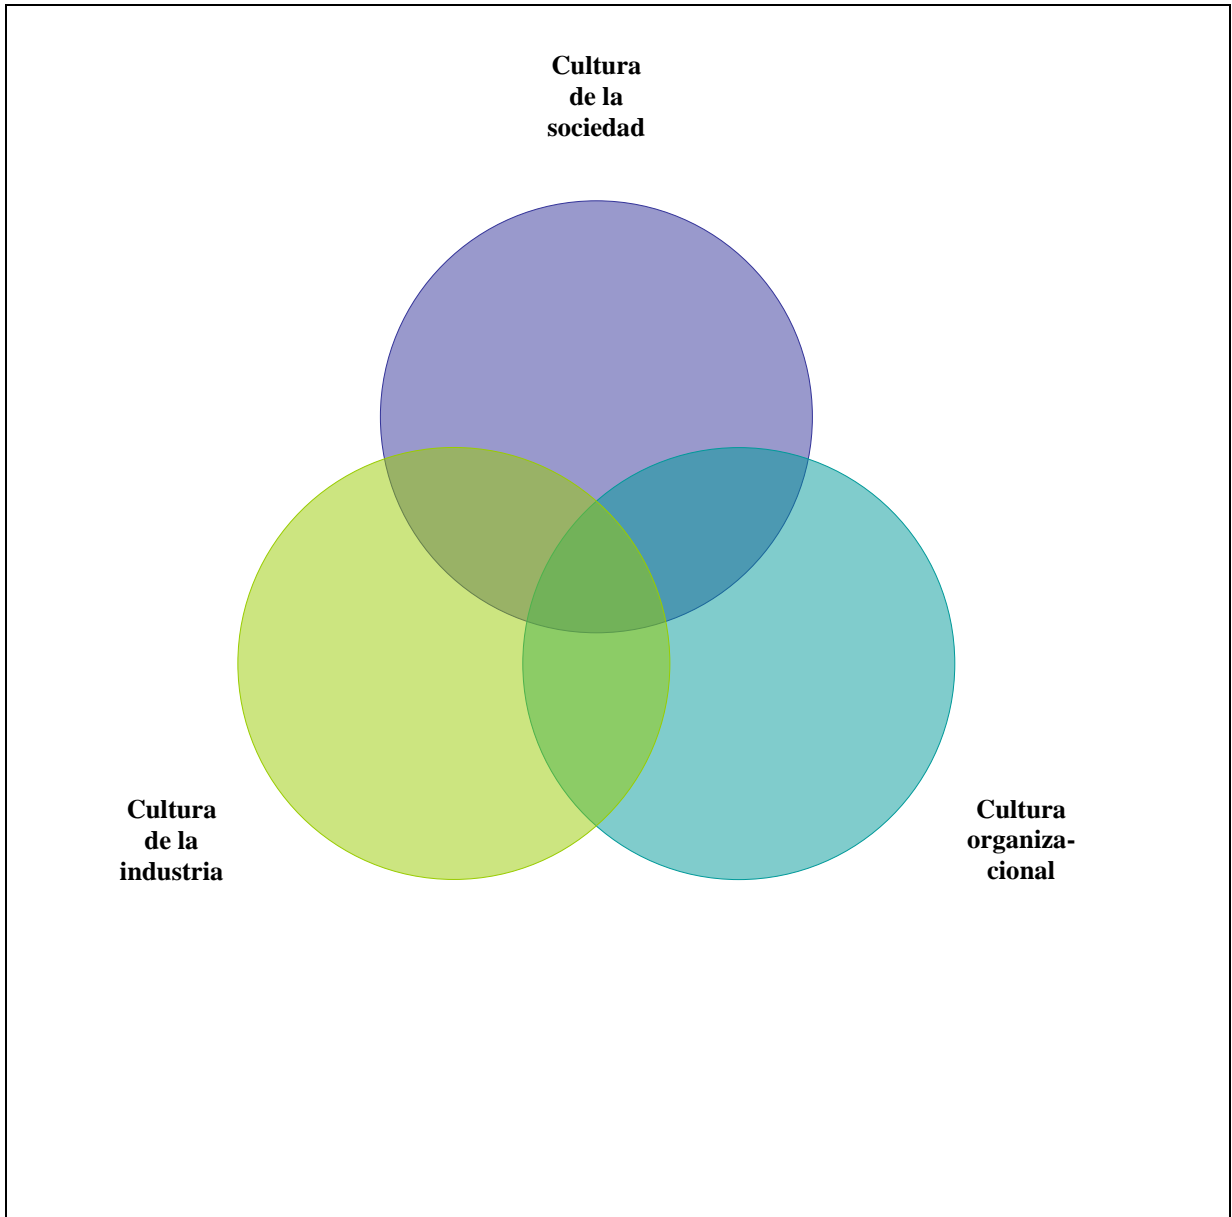 Cultura
de la
sociedad
Cultura
de la
industria
Cultura
organiza-
cional